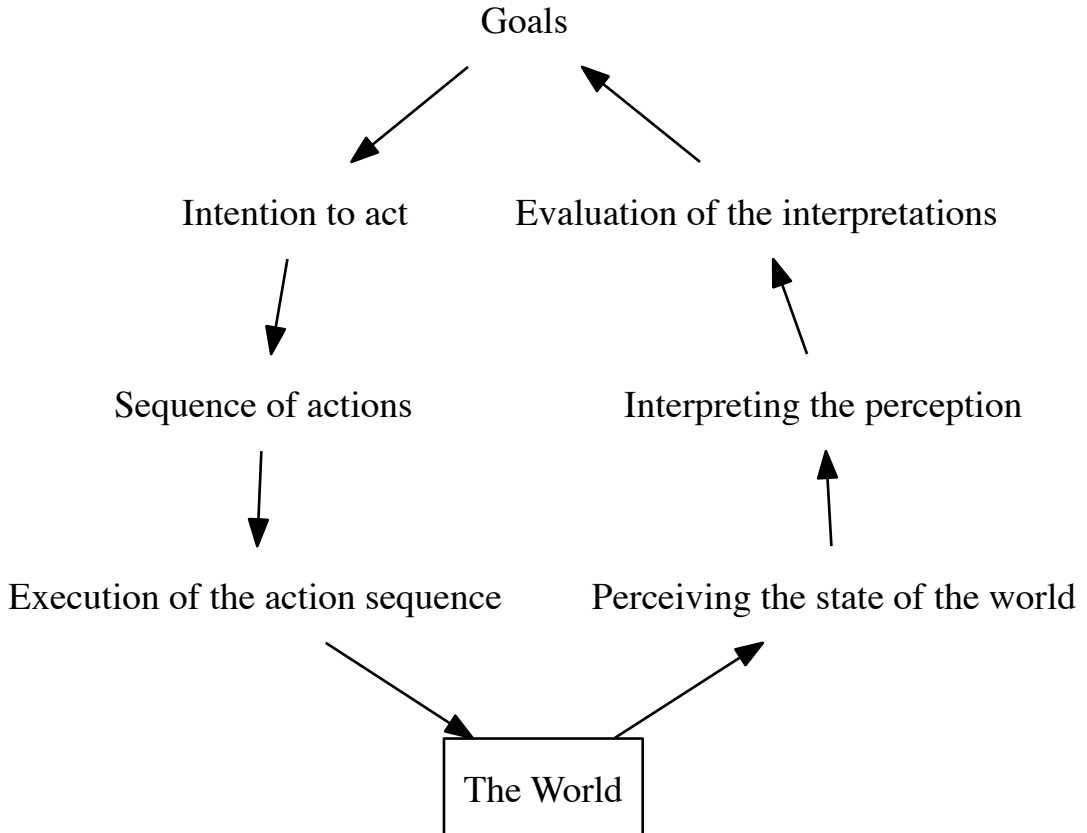 Goals
Intention to act
Evaluation of the interpretations
Sequence of actions
Interpreting the perception
Execution of the action sequence
Perceiving the state of the world
The World